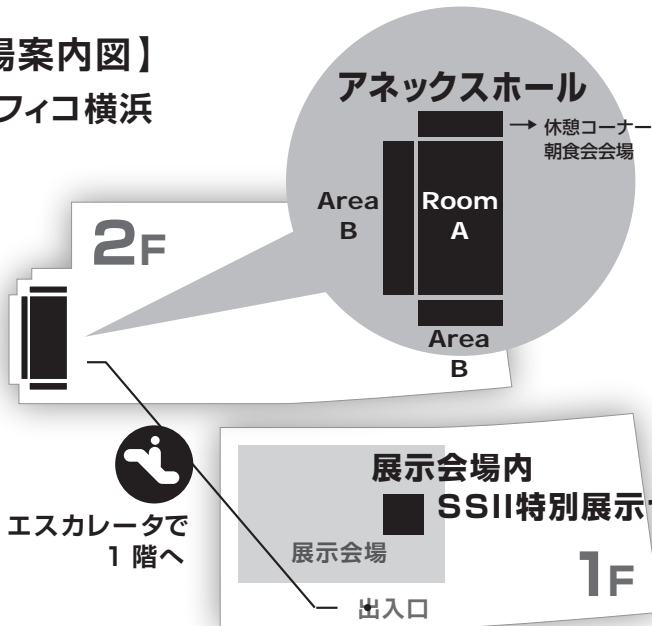 場案内図】
フィコ横浜
アネックスホール
→ 休憩コーナー
朝食会会場
Area
B
Room
A
Area
B
2F
エスカレータで
1 階へ
展示会場内
SSII特別展示
展示会場
1F
出入口